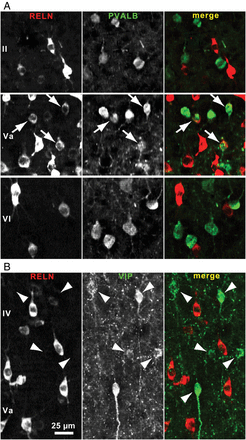 A
RELN PVALB merge
II
Va
VI
B
RELN VIP merge
IV
Va
25 µm